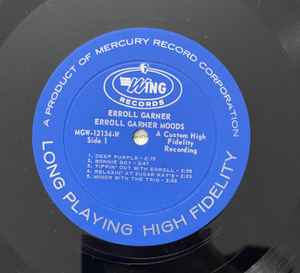 A PRODUCT OF MERCURY RECORD CORPORATION
WING
RECORDS
ERROLL GARNER
ERROLL GARNER MOODS
MGW-12134-W
Side 1
A Custom High
Fidelity
Recording
1. DEEP PURPLE -
2. BONNIE BOY -
3. TIPPIN' OUT WITH ERROLL -
4. RELAXIN' AT SUGAR RAY'S -
5. MINOR WITH THE TRIO -
LONG PLAYING HIGH FIDELITY